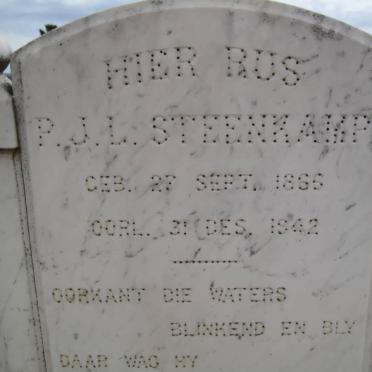 HIER RUS
P.J.L. STEENKAMP
GEB. 27 SEPT. 1866
OORL. 31 DES. 1942
OORKANT DIE WATERS
BLINKEND EN BLY
DAAR WAG HY